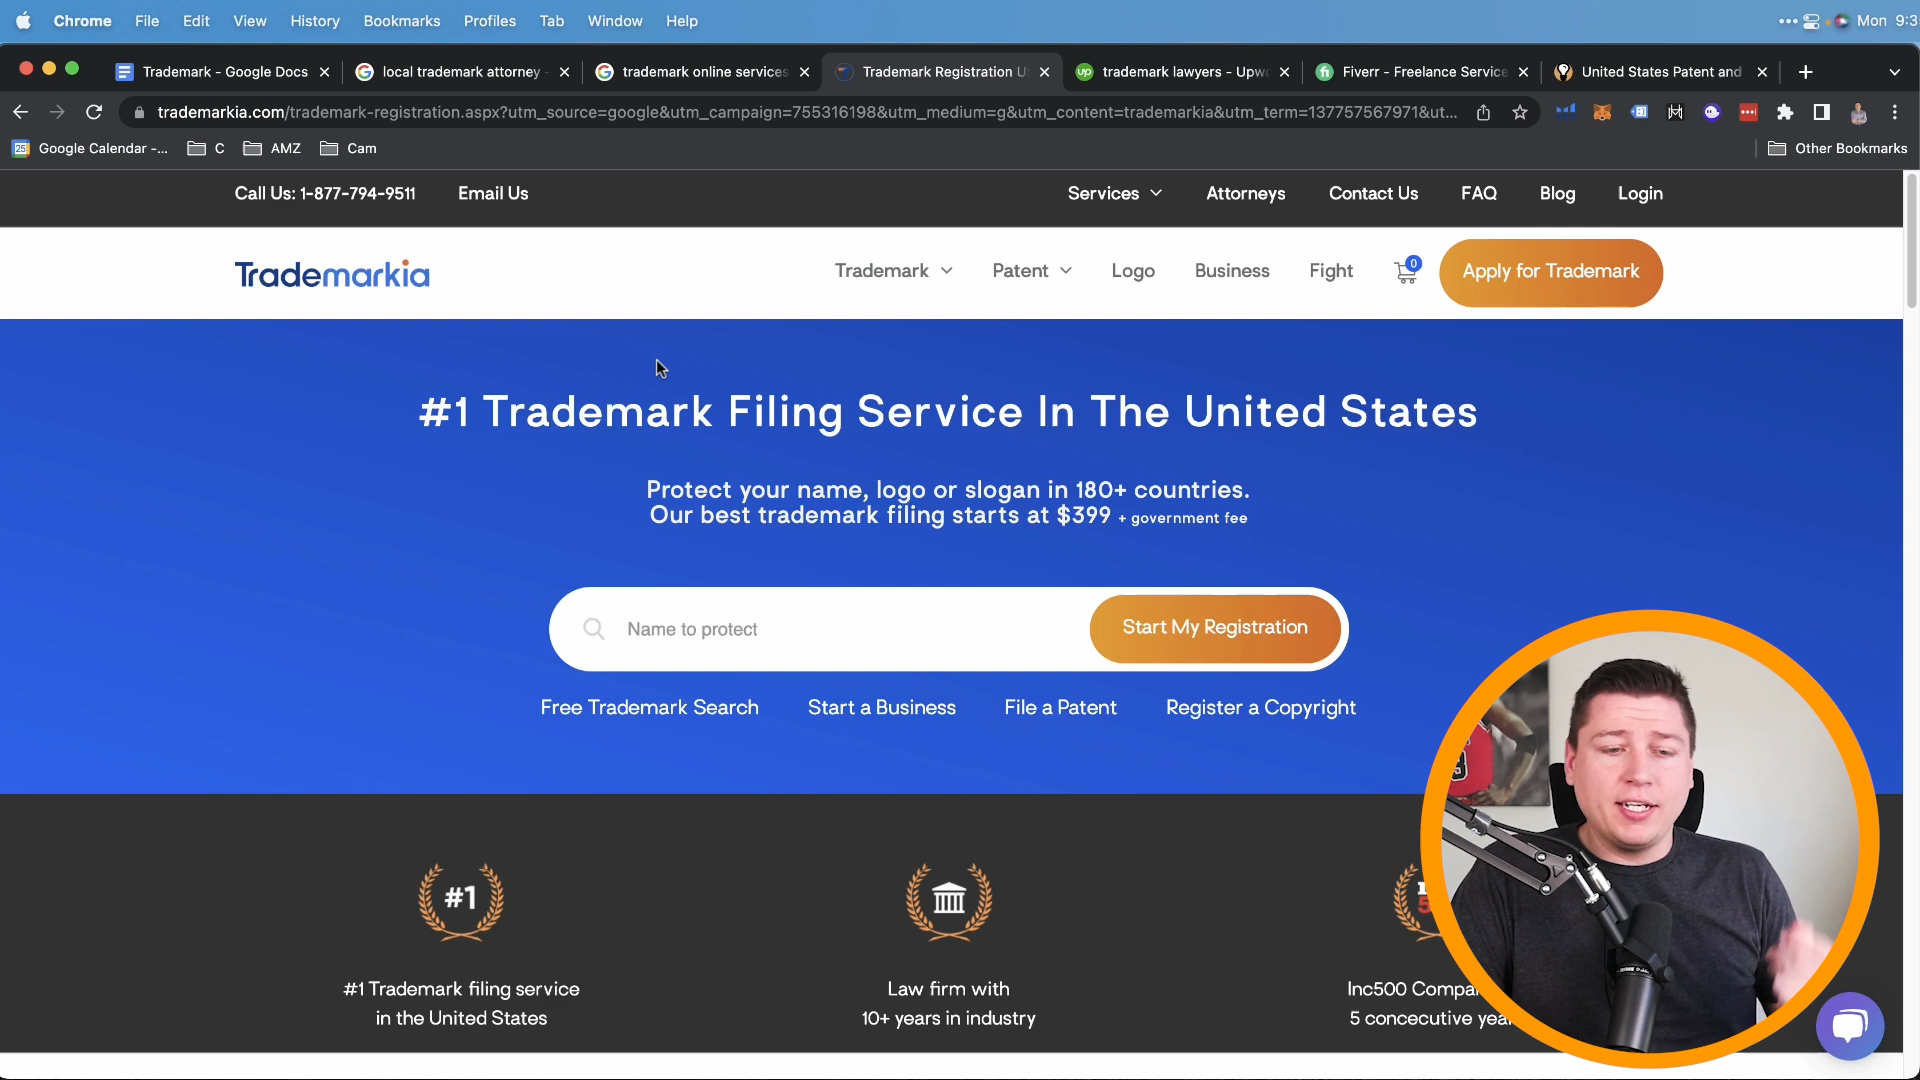 Chrome File Edit View History Bookmarks Profiles Tab Window Help Mon 9:3
Trademark - Google Docs local trademark attorney - trademark online services Trademark Registration U trademark lawyers - Upwo Fiverr - Freelance Service United States Patent and
trademarkia.com/trademark-registration.aspx?utm_source=google&utm_campaign=755316198&utm_medium=g&utm_content=trademarkia&utm_term=137757567971&ut...
Google Calendar -... C AMZ Cam Other Bookmarks
Call Us: 1-877-794-9511 Email Us Services Attorneys Contact Us FAQ Blog Login
Trademarkia Trademark Patent Logo Business Fight 0 Apply for Trademark
#1 Trademark Filing Service In The United States
Protect your name, logo or slogan in 180+ countries.
Our best trademark filing starts at $399 + government fee
Name to protect Start My Registration
Free Trademark Search Start a Business File a Patent Register a Copyright
#1
#1 Trademark filing service
in the United States
Law firm with
10+ years in industry
Inc500 Compa
5 concecutive yea